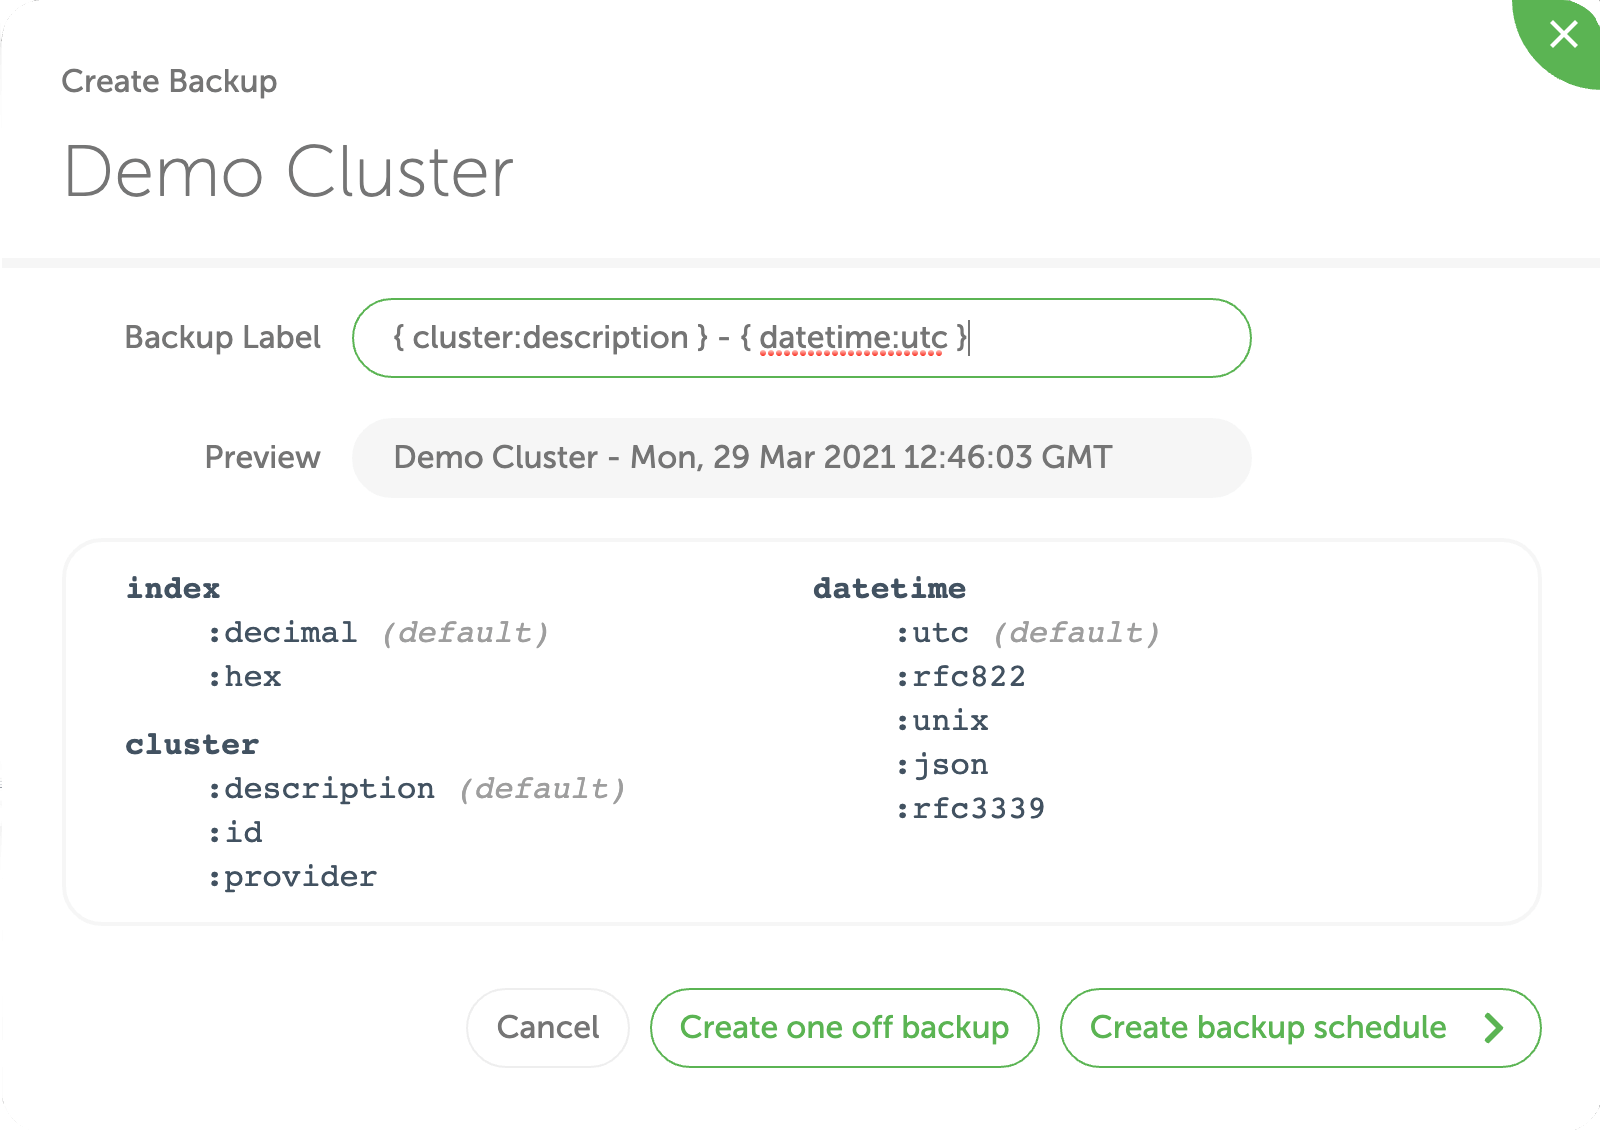 Create Backup
Demo Cluster
Backup Label
{ cluster:description } - { datetime:utc }
Preview
Demo Cluster - Mon, 29 Mar 2021 12:46:03 GMT
index
:decimal (default)
:hex
cluster
:description (default)
:id
:provider
datetime
:utc (default)
:rfc822
:unix
:json
:rfc3339
Cancel
Create one off backup
Create backup schedule